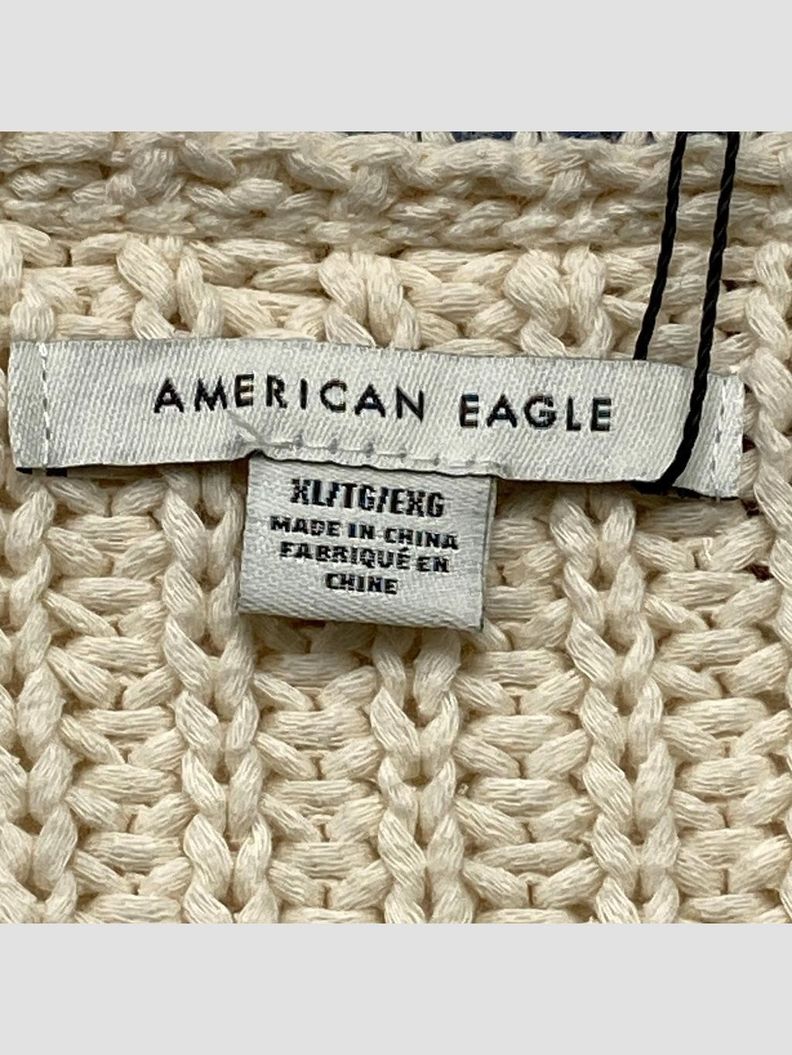 AMERICAN EAGLE
XL/TG/EXG
MADE IN CHINA
FABRIQUÉ EN
CHINE